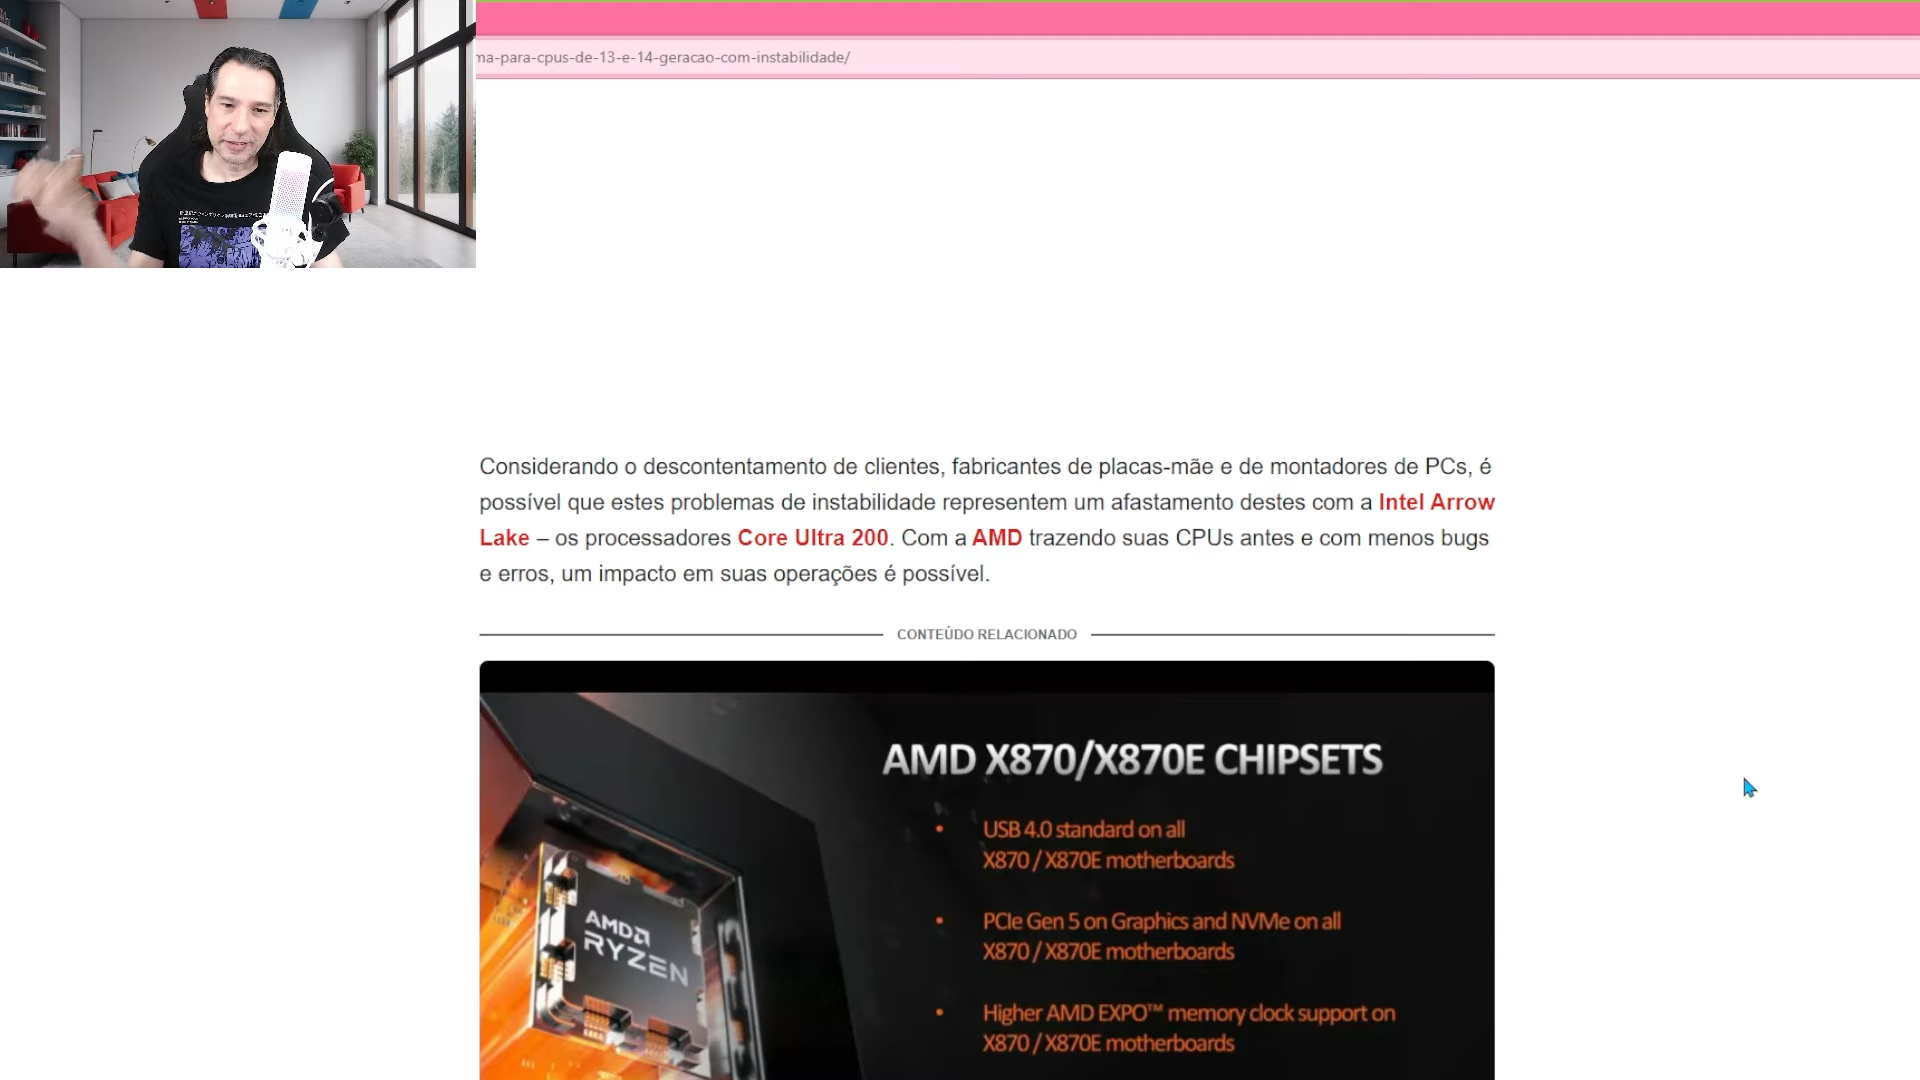 ma-para-cpus-de-13-e-14-geracao-com-instabilidade/
Considerando o descontentamento de clientes, fabricantes de placas-mãe e de montadores de PCs, é
possível que estes problemas de instabilidade representem um afastamento destes com a Intel Arrow
Lake – os processadores Core Ultra 200. Com a AMD trazendo suas CPUs antes e com menos bugs
e erros, um impacto em suas operações é possível.
CONTEÚDO RELACIONADO
AMD X870/X870E CHIPSETS
• USB 4.0 standard on all
X870 / X870E motherboards
• PCIe Gen 5 on Graphics and NVMe on all
X870 / X870E motherboards
• Higher AMD EXPO™ memory clock support on
X870 / X870E motherboards
AMD
RYZEN